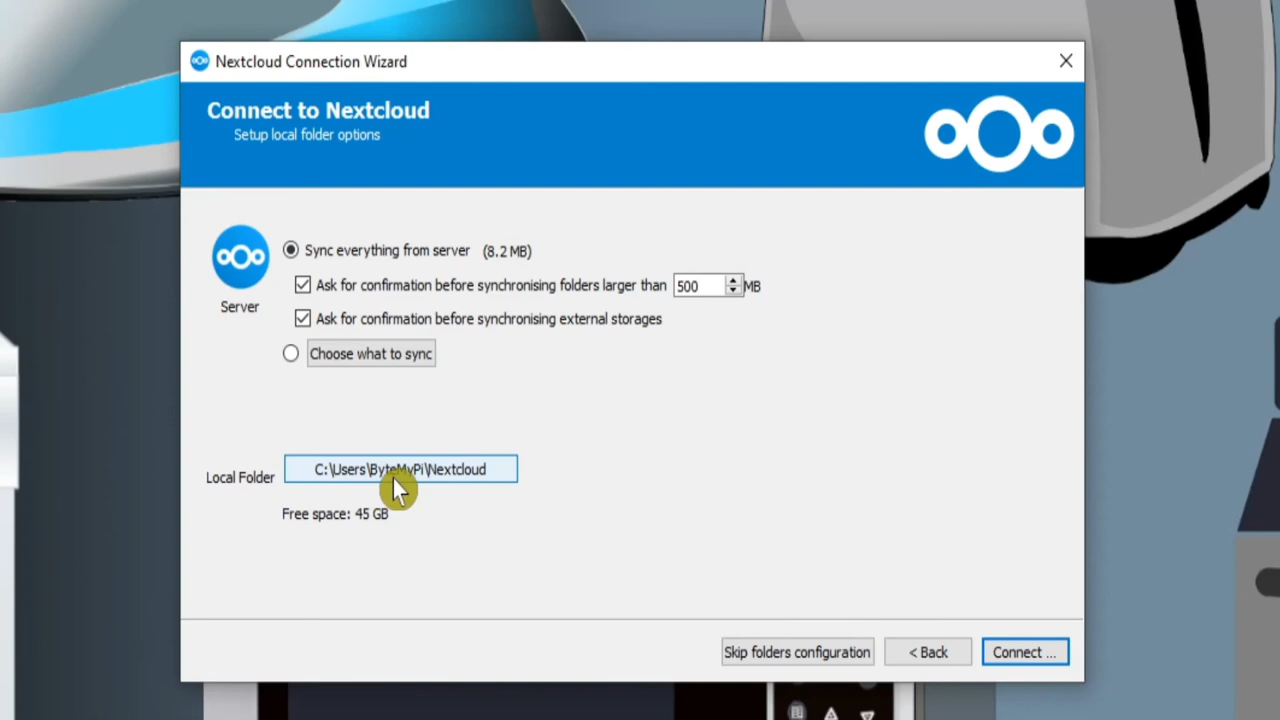 Nextcloud Connection Wizard
Connect to Nextcloud
Setup local folder options
Sync everything from server (8.2 MB)
Ask for confirmation before synchronising folders larger than 500 MB
Server
Ask for confirmation before synchronising external storages
Choose what to sync
Local Folder C:\Users\ByteMyPi\Nextcloud
Free space: 45 GB
Skip folders configuration < Back Connect ...